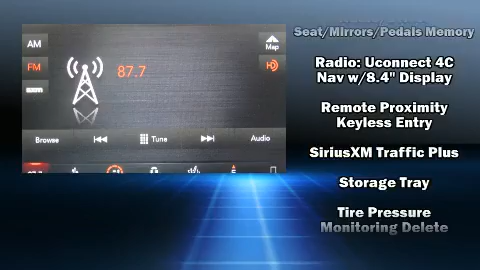 AM
FM
87.7
Map
Browse
Tune
Audio
Seat/Mirrors/Pedals Memory
Radio: Uconnect 4C
Nav w/8.4" Display
Remote Proximity
Keyless Entry
SiriusXM Traffic Plus
Storage Tray
Tire Pressure
Monitoring Delete